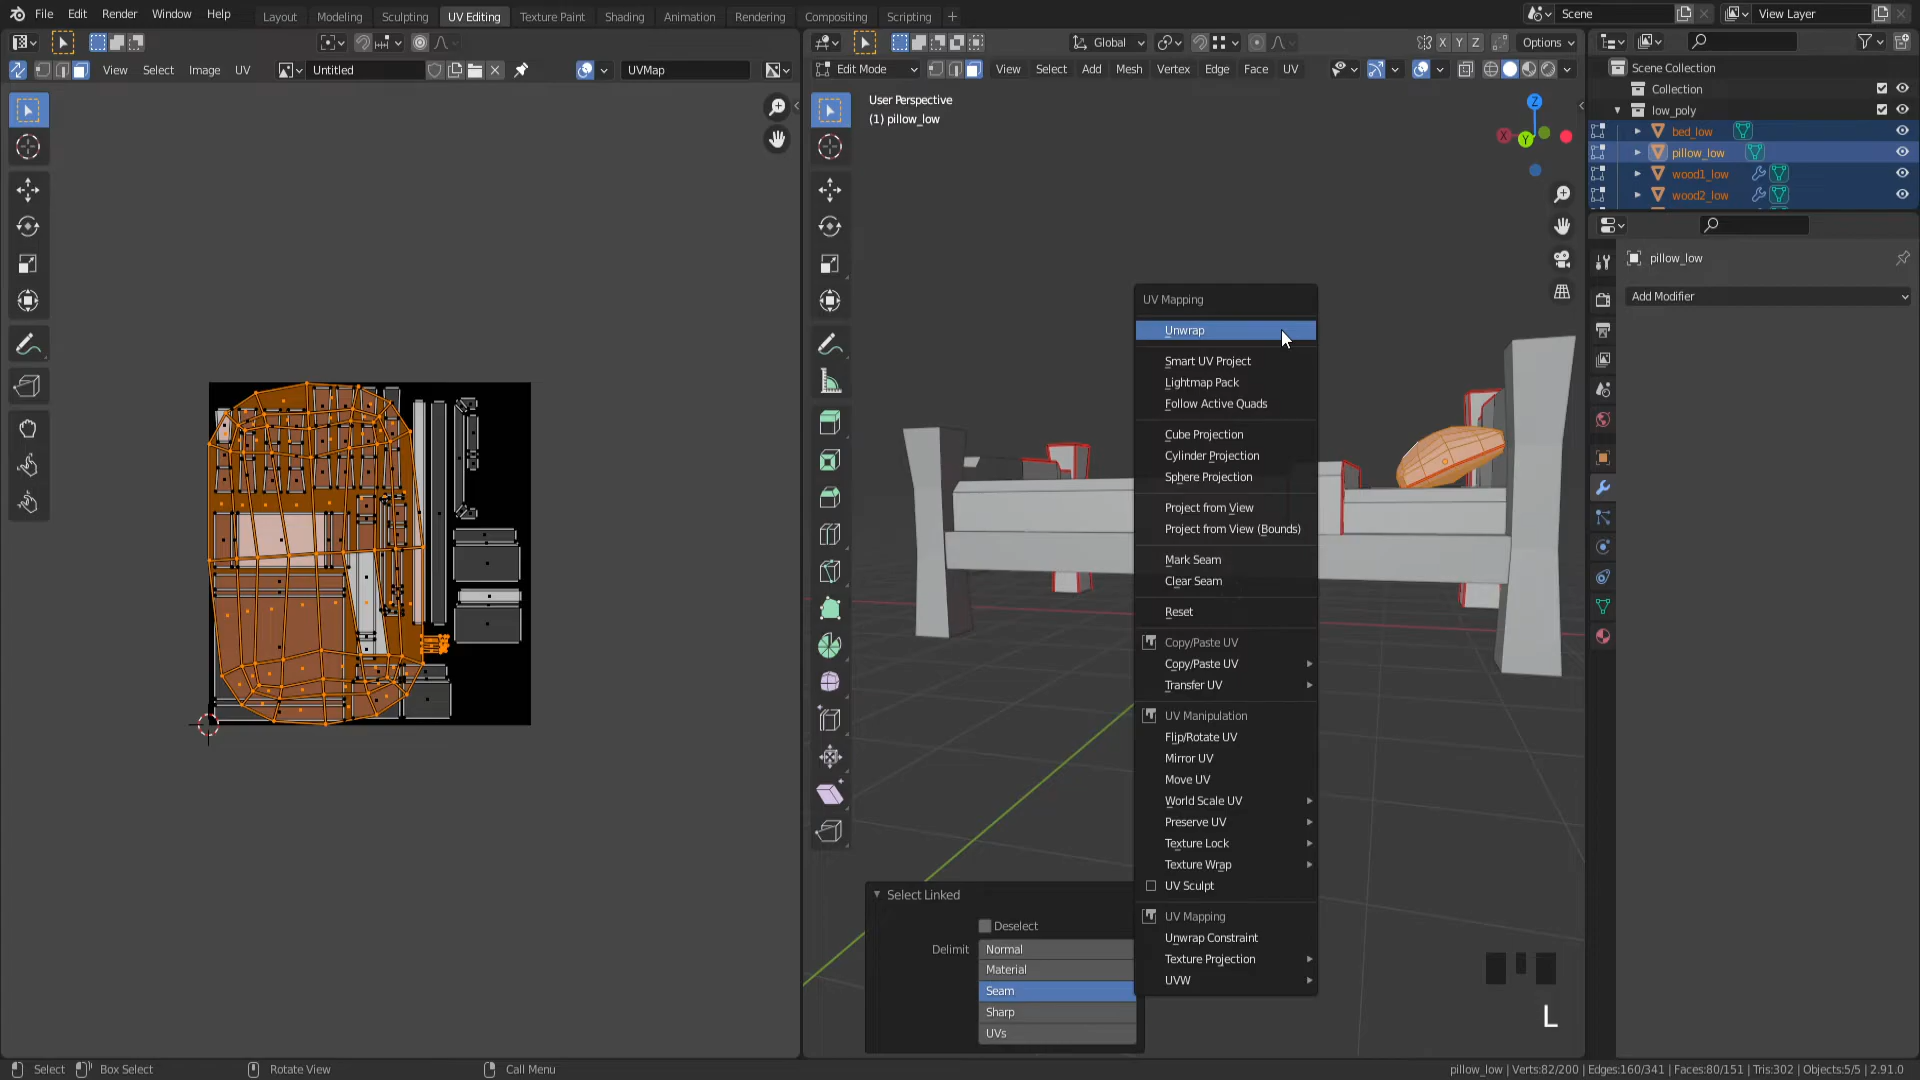 File Edit Render Window Help Layout Modeling Sculpting UV Editing Texture Paint Shading Animation Rendering Compositing Scripting + Scene View Layer
Global X Y Z Options
View Select Image UV Untitled UVMap Edit Mode View Select Add Mesh Vertex Edge Face UV
User Perspective
(1) pillow_low
Z
X
Y
Scene Collection
Collection
low_poly
bed_low
pillow_low
wood1_low
wood2_low
pillow_low
Add Modifier
UV Mapping
Unwrap
Smart UV Project
Lightmap Pack
Follow Active Quads
Cube Projection
Cylinder Projection
Sphere Projection
Project from View
Project from View (Bounds)
Mark Seam
Clear Seam
Reset
Copy/Paste UV
Copy/Paste UV
Transfer UV
UV Manipulation
Flip/Rotate UV
Mirror UV
Move UV
World Scale UV
Preserve UV
Texture Lock
Texture Wrap
UV Sculpt
UV Mapping
Unwrap Constraint
Texture Projection
UVW
Select Linked
Deselect
Delimit Normal
Material
Seam
Sharp
UVs
L
Select Box Select Rotate View Call Menu pillow_low | Verts:82/200 | Edges:160/341 | Faces:80/151 | Tris:302 | Objects:5/5 | 2.91.0